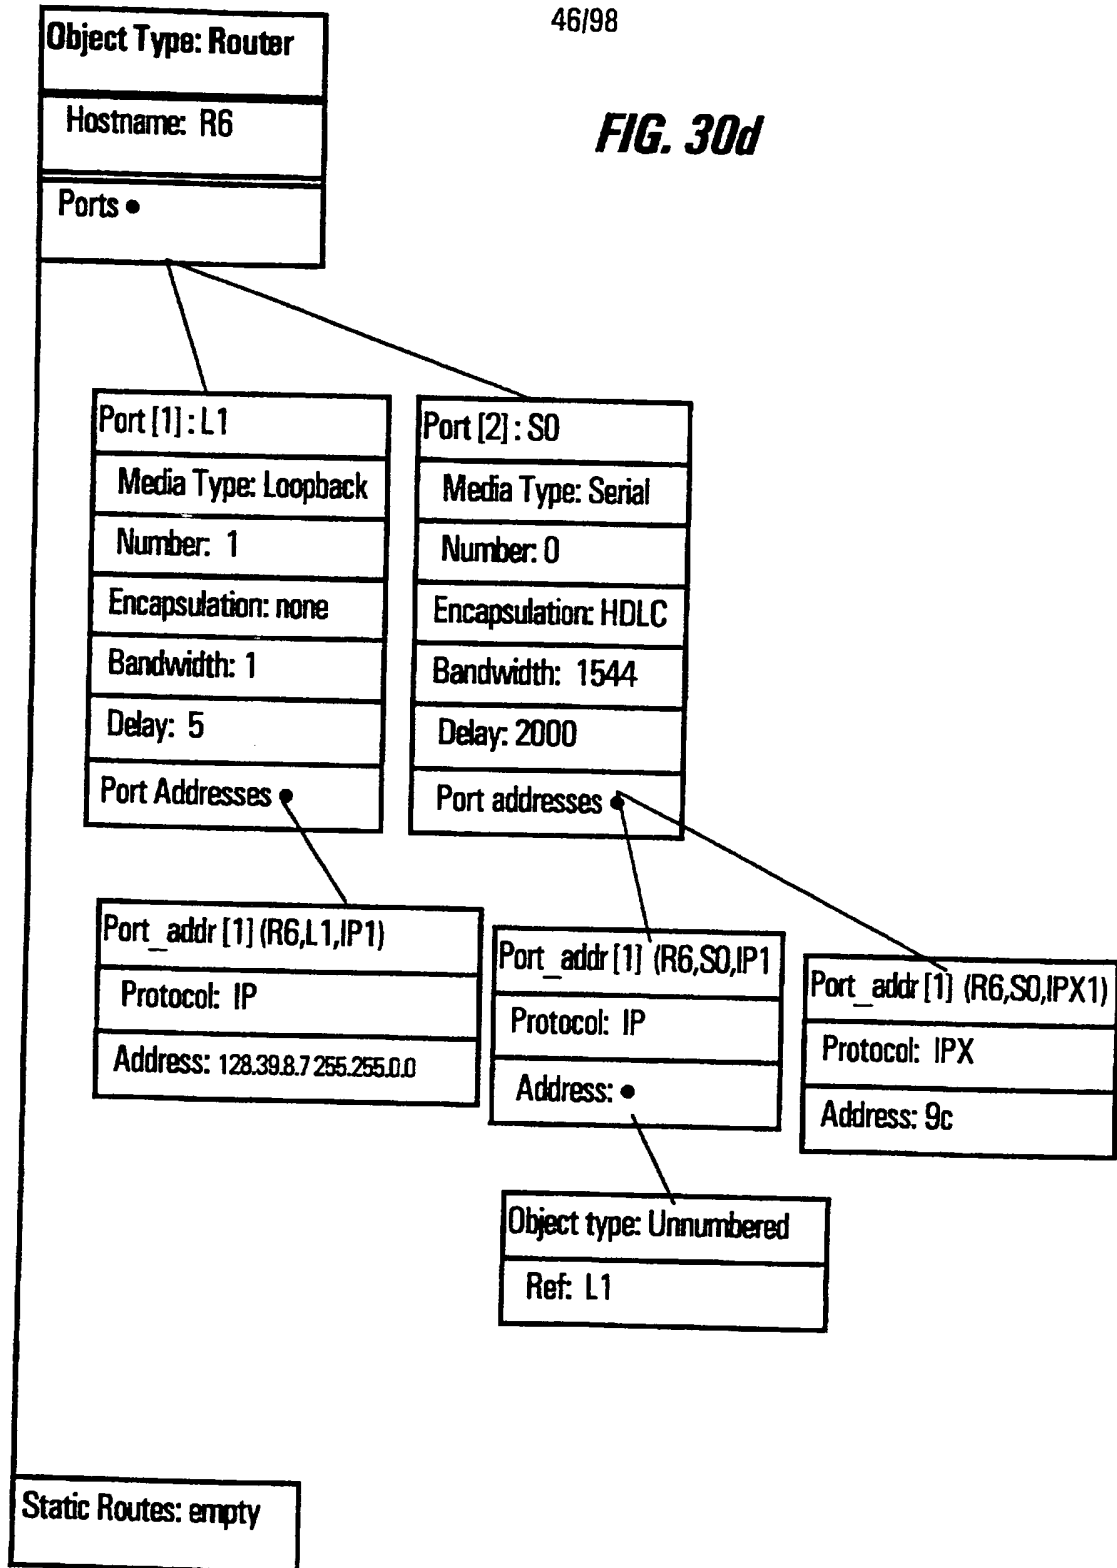 46/98
FIG. 30d
Object Type: Router
Hostname: R6
Ports •
Port [1] : L1
Media Type: Loopback
Number: 1
Encapsulation: none
Bandwidth: 1
Delay: 5
Port Addresses •
Port [2] : S0
Media Type: Serial
Number: 0
Encapsulation: HDLC
Bandwidth: 1544
Delay: 2000
Port addresses •
Port_addr [1] (R6,L1,IP1)
Protocol: IP
Address: 128.39.8.7 255.255.0.0
Port_addr [1] (R6,S0,IP1
Protocol: IP
Address: •
Port_addr [1] (R6,S0,IPX1)
Protocol: IPX
Address: 9c
Object type: Unnumbered
Ref: L1
Static Routes: empty